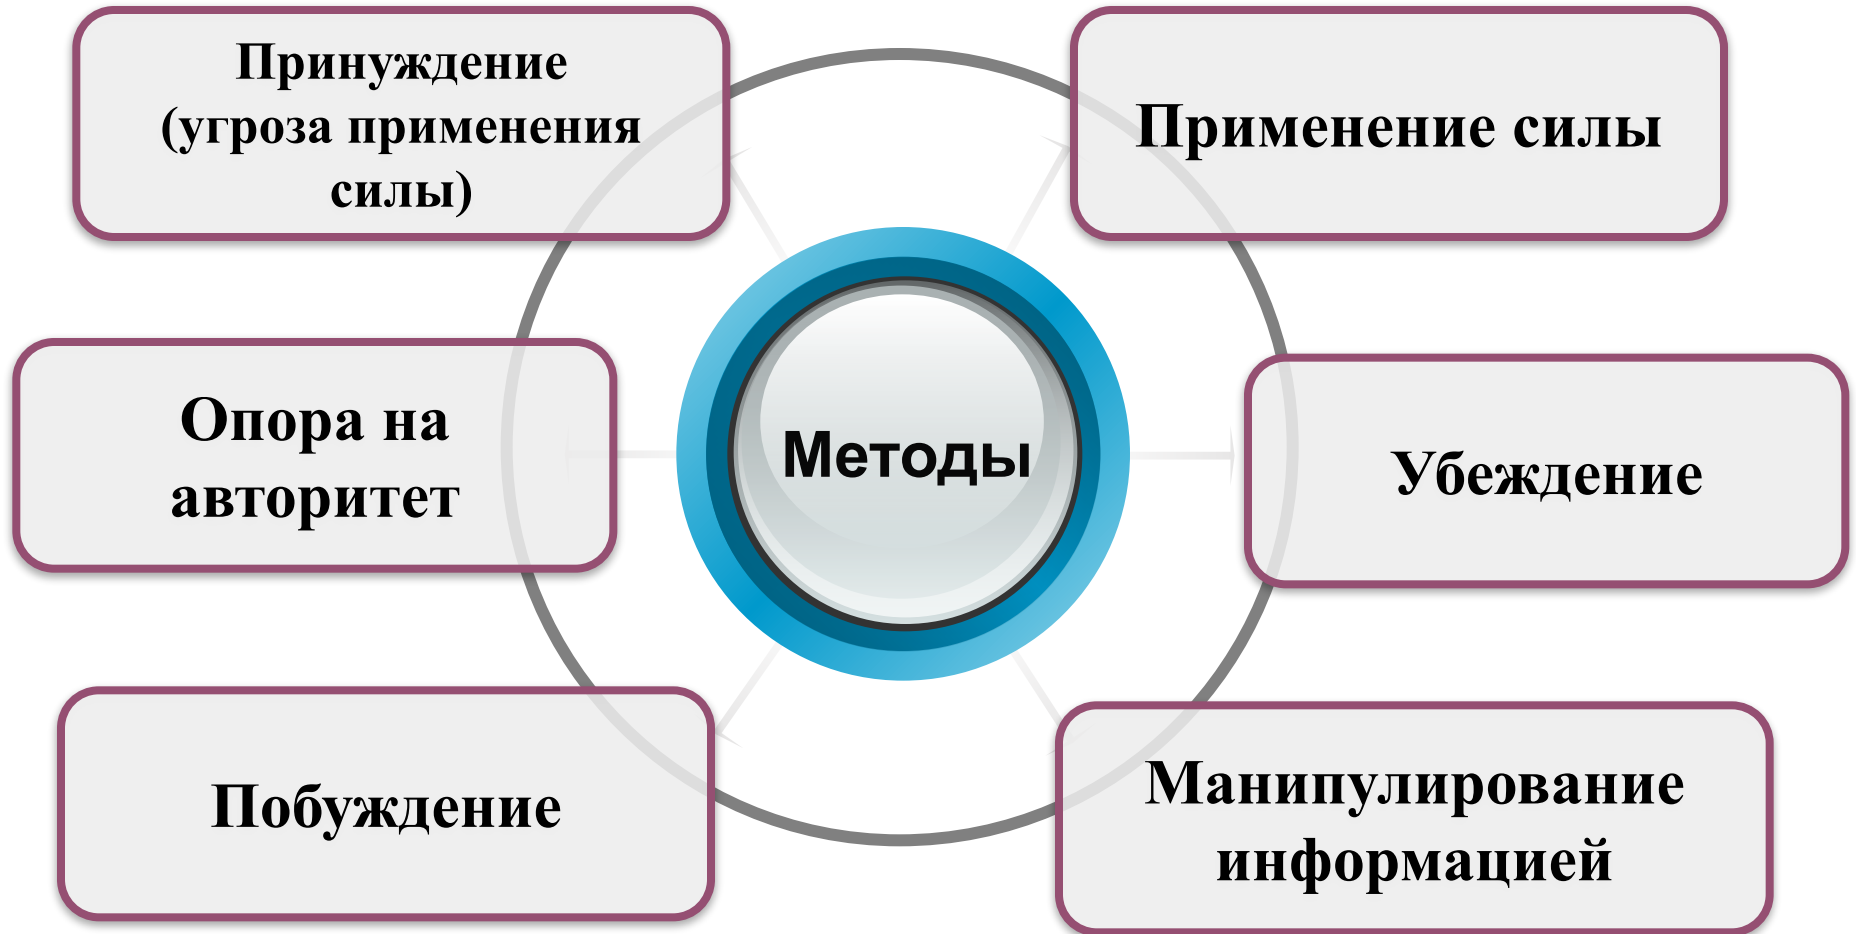 Принуждение
(угроза применения
силы)
Применение силы
Опора на
авторитет
Методы
Убеждение
Побуждение
Манипулирование
информацией